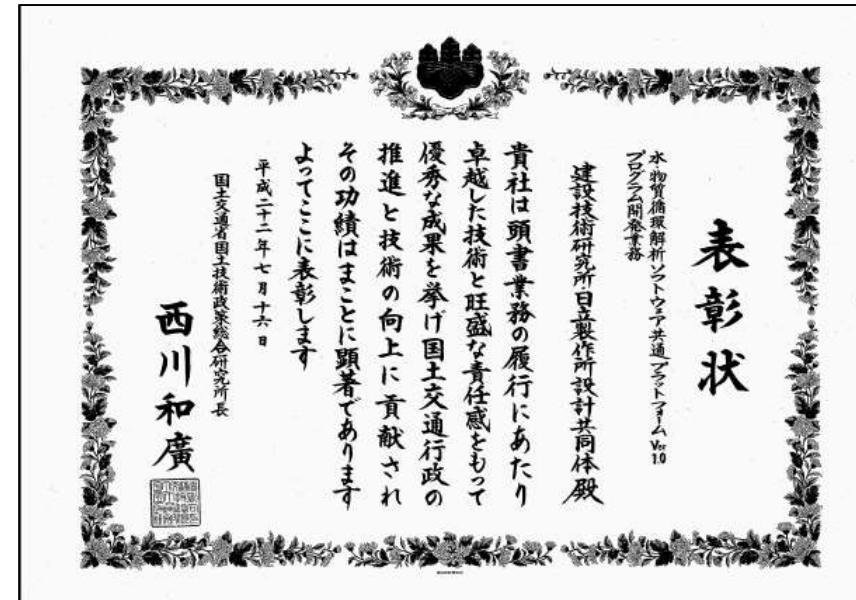 表彰状
水・物質循環解析ソフトウェア共通プラットフォームVer1.0
プログラム開発業務
建設技術研究所・日立製作所設計共同体殿
貴社は頭書業務の履行にあたり
卓越した技術と旺盛な責任感をもって
優秀な成果を挙げ国土交通行政の
推進と技術の向上に貢献され
その功績はまことに顕著であります
よってここに表彰します
平成二十二年七月十六日
国土交通省国土技術政策総合研究所長
西川和廣